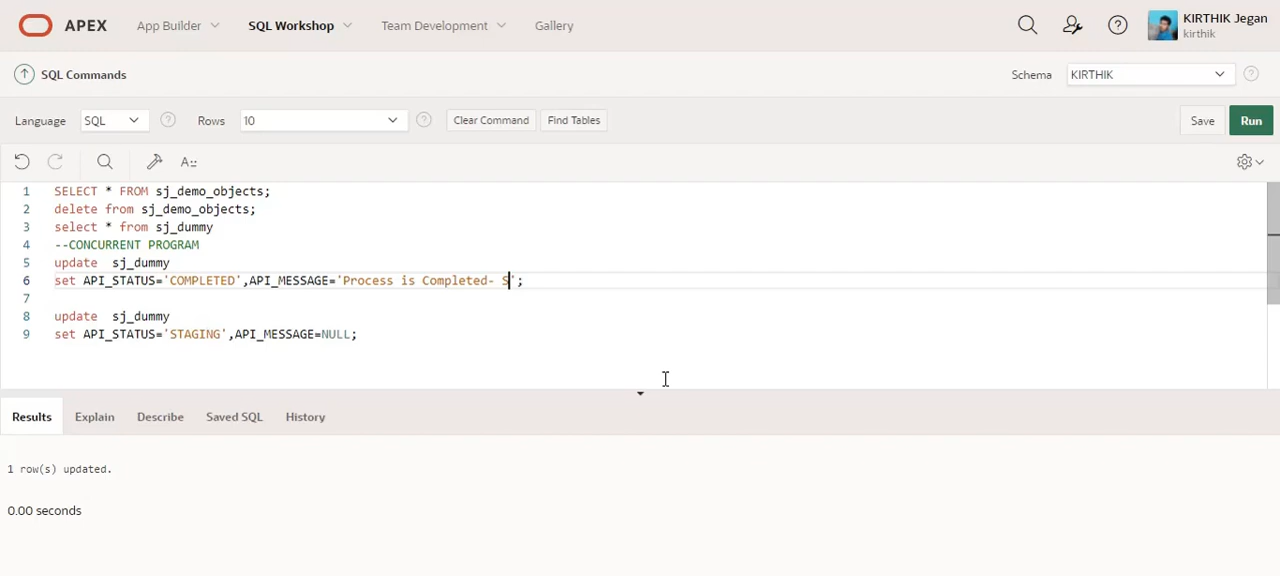 APEX App Builder SQL Workshop Team Development Gallery KIRTHIK Jegan
kirthik
SQL Commands Schema KIRTHIK
Language SQL Rows 10 Clear Command Find Tables Save Run
1 SELECT * FROM sj_demo_objects;
2 delete from sj_demo_objects;
3 select * from sj_dummy
4 --CONCURRENT PROGRAM
5 update  sj_dummy
6 set API_STATUS='COMPLETED',API_MESSAGE='Process is Completed- S';
7
8 update  sj_dummy
9 set API_STATUS='STAGING',API_MESSAGE=NULL;
Results Explain Describe Saved SQL History
1 row(s) updated.
0.00 seconds